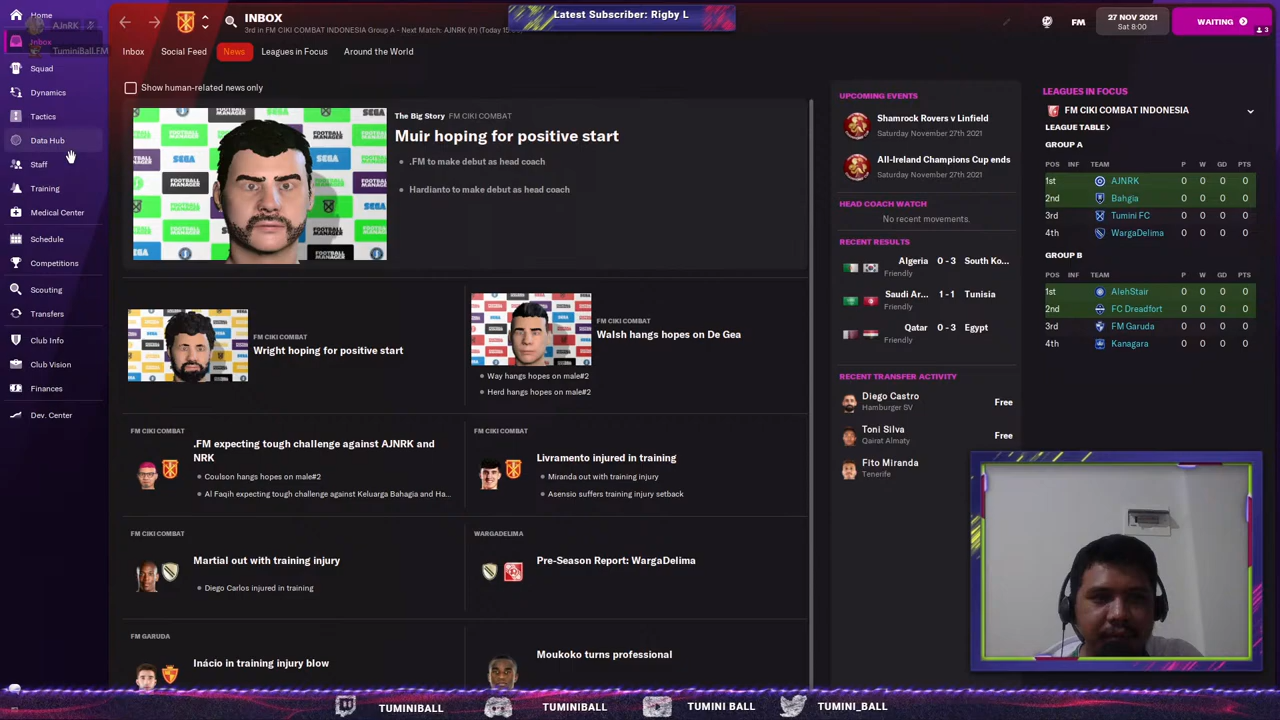 Home
AJnRK
Inbox
TuminiBall.FM
Squad
Dynamics
Tactics
Data Hub
Staff
Training
Medical Center
Schedule
Competitions
Scouting
Transfers
Club Info
Club Vision
Finances
Dev. Center
INBOX
3rd in FM CIKI COMBAT INDONESIA Group A - Next Match: AJNRK (H) (Today
Latest Subscriber: Rigby L
FM
27 NOV 2021
Sat 8:00
WAITING
3
Inbox
Social Feed
News
Leagues in Focus
Around the World
Show human-related news only
The Big Story FM CIKI COMBAT
Muir hoping for positive start
.FM to make debut as head coach
Hardianto to make debut as head coach
FOOTBALL MANAGER
SEGA
FM CIKI COMBAT
Wright hoping for positive start
FM CIKI COMBAT
Walsh hangs hopes on De Gea
Way hangs hopes on male#2
Herd hangs hopes on male#2
FM CIKI COMBAT
.FM expecting tough challenge against AJNRK and
NRK
Coulson hangs hopes on male#2
Al Faqih expecting tough challenge against Keluarga Bahagia and Ha...
FM CIKI COMBAT
Livramento injured in training
Miranda out with training injury
Asensio suffers training injury setback
FM CIKI COMBAT
Martial out with training injury
Diego Carlos injured in training
WARGADELIMA
Pre-Season Report: WargaDelima
FM GARUDA
Inácio in training injury blow
Moukoko turns professional
UPCOMING EVENTS
Shamrock Rovers v Linfield
Saturday November 27th 2021
All-Ireland Champions Cup ends
Saturday November 27th 2021
HEAD COACH WATCH
No recent movements.
RECENT RESULTS
Algeria 0 - 3 South Ko...
Friendly
Saudi Ar... 1 - 1 Tunisia
Friendly
Qatar 0 - 3 Egypt
Friendly
RECENT TRANSFER ACTIVITY
Diego Castro Free
Hamburger SV
Toni Silva Free
Qairat Almaty
Fito Miranda
Tenerife
LEAGUES IN FOCUS
FM CIKI COMBAT INDONESIA
LEAGUE TABLE
GROUP A
POS INF TEAM P W GD PTS
1st AJNRK 0 0 0 0
2nd Bahgia 0 0 0 0
3rd Tumini FC 0 0 0 0
4th WargaDelima 0 0 0 0
GROUP B
POS INF TEAM P W GD PTS
1st AlehStair 0 0 0 0
2nd FC Dreadfort 0 0 0 0
3rd FM Garuda 0 0 0 0
4th Kanagara 0 0 0 0
TUMINIBALL
TUMINIBALL
TUMINI BALL
TUMINI_BALL